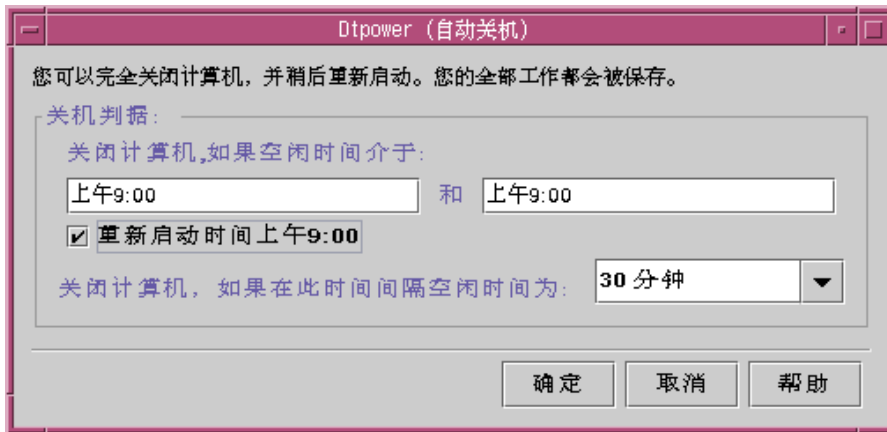 Dtpower (自动关机)
您可以完全关闭计算机，并稍后重新启动。您的全部工作都会被保存。
关机判据:
关闭计算机,如果空闲时间介于:
上午9:00 和 上午9:00
重新启动时间上午9:00
关闭计算机，如果在此时间间隔空闲时间为: 30 分钟
确定 取消 帮助